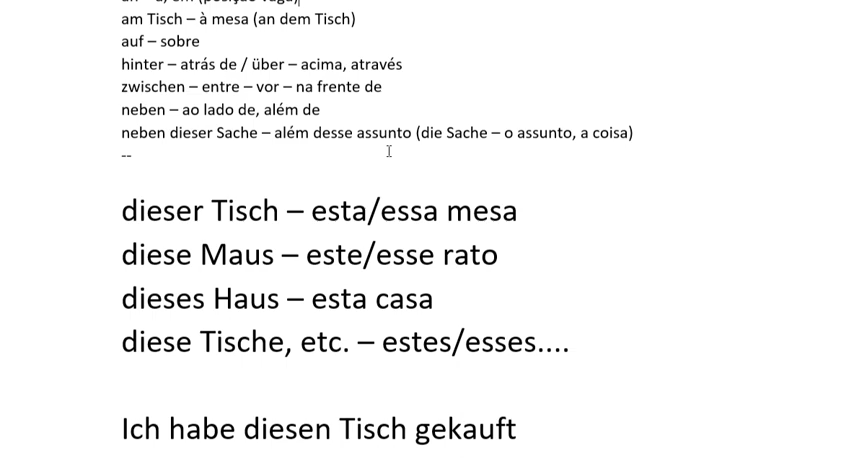 am Tisch – à mesa (an dem Tisch)
auf – sobre
hinter – atrás de / über – acima, através
zwischen – entre – vor – na frente de
neben – ao lado de, além de
neben dieser Sache – além desse assunto (die Sache – o assunto, a coisa)
--
dieser Tisch – esta/essa mesa
diese Maus – este/esse rato
dieses Haus – esta casa
diese Tische, etc. – estes/esses....
Ich habe diesen Tisch gekauft